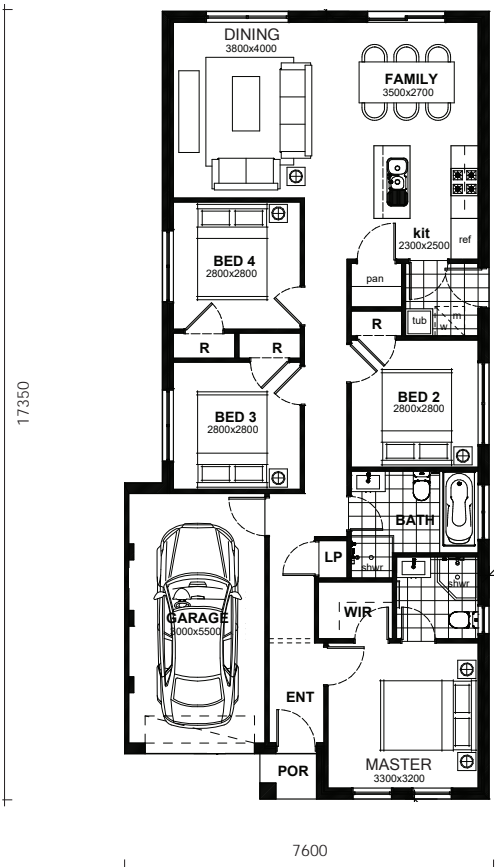 DINING
3800x4000
FAMILY
3500x2700
kit
2300x2500
ref
BED 4
2800x2800
pan
tub
m
w
R
R
R
BED 2
2800x2800
BED 3
2800x2800
17350
BATH
LP
shwr
shwr
WIR
GARAGE
3000x5500
ENT
POR
MASTER
3300x3200
7600